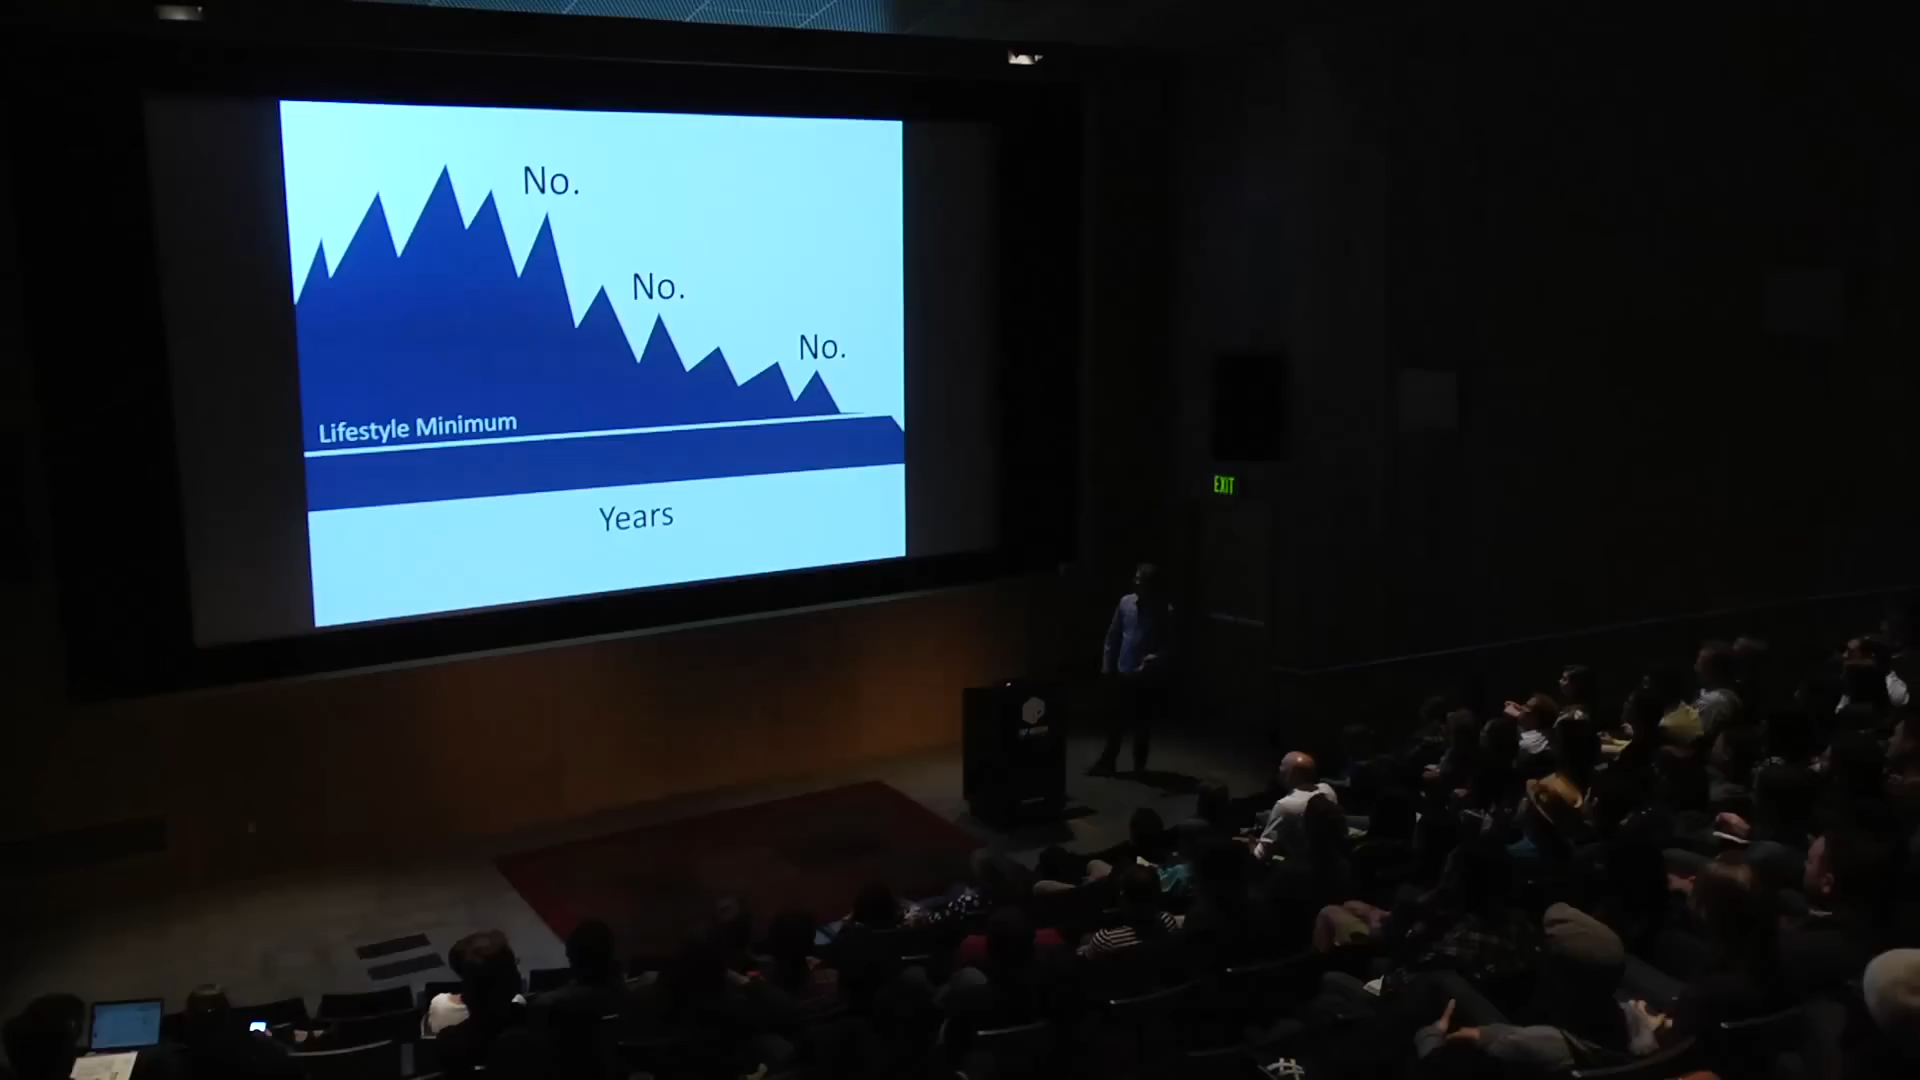 No.
No.
No.
Lifestyle Minimum
Years
EXIT